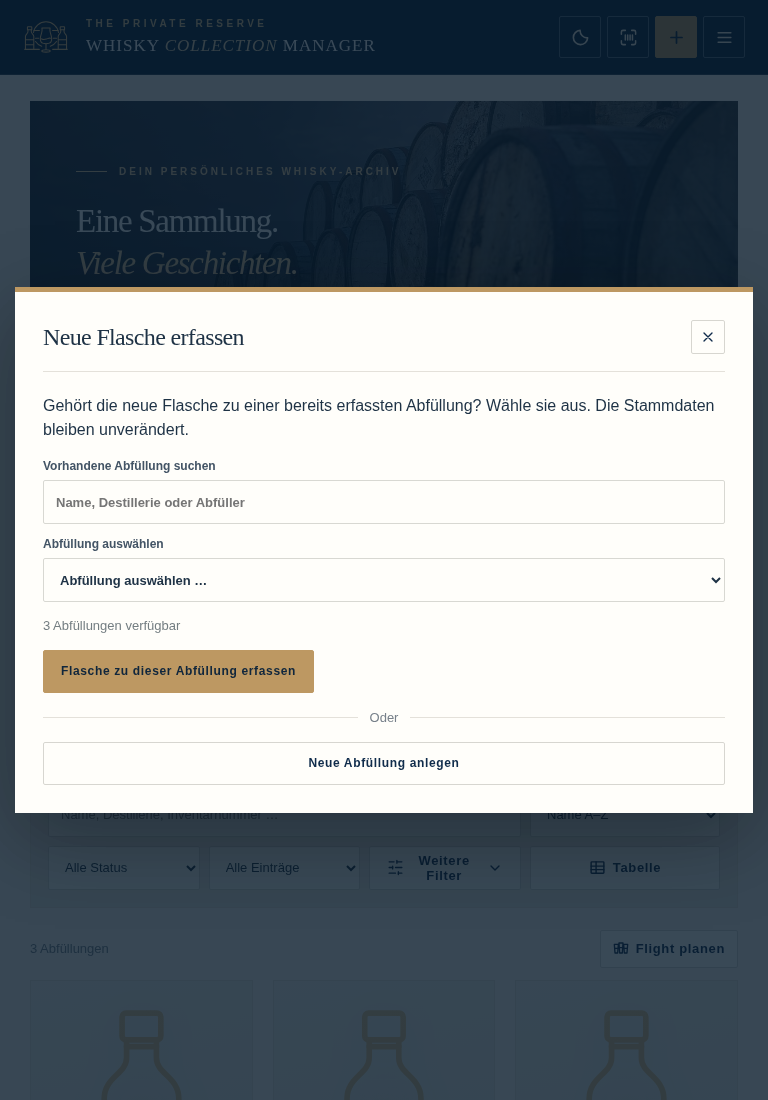 THE PRIVATE RESERVE
WHISKY COLLECTION MANAGER
DEIN PERSÖNLICHES WHISKY-ARCHIV
Eine Sammlung.
Viele Geschichten.
Neue Flasche erfassen
Gehört die neue Flasche zu einer bereits erfassten Abfüllung? Wähle sie aus. Die Stammdaten
bleiben unverändert.
Vorhandene Abfüllung suchen
Name, Destillerie oder Abfüller
Abfüllung auswählen
Abfüllung auswählen …
3 Abfüllungen verfügbar
Flasche zu dieser Abfüllung erfassen
Oder
Neue Abfüllung anlegen
Name, Destillerie, Inventarnummer … Name A–Z
Alle Status Alle Einträge Weitere Filter Tabelle
3 Abfüllungen Flight planen